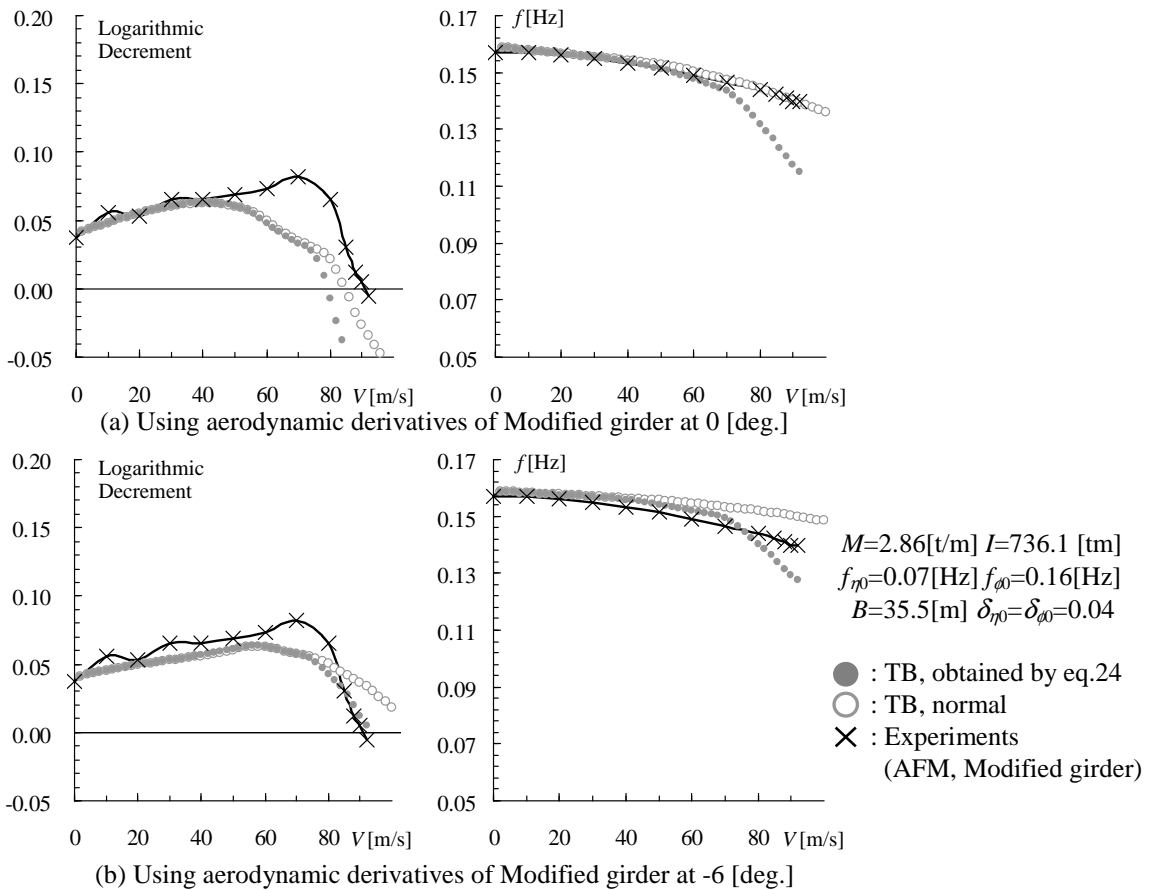 0.20
0.15
0.10
0.05
0.00
-0.05
Logarithmic
Decrement
0 20 40 60 80 V [m/s]
0.17
0.15
0.13
0.11
0.09
0.07
0.05
f [Hz]
0 20 40 60 80 V [m/s]
(a) Using aerodynamic derivatives of Modified girder at 0 [deg.]
0.20
0.15
0.10
0.05
0.00
-0.05
Logarithmic
Decrement
0 20 40 60 80 V [m/s]
0.17
0.15
0.13
0.11
0.09
0.07
0.05
f [Hz]
0 20 40 60 80 V [m/s]
M=2.86[t/m] I=736.1 [tm]
fη0=0.07[Hz] fϕ0=0.16[Hz]
B=35.5[m] δη0=δϕ0=0.04
: TB, obtained by eq.24
: TB, normal
: Experiments
(AFM, Modified girder)
(b) Using aerodynamic derivatives of Modified girder at -6 [deg.]